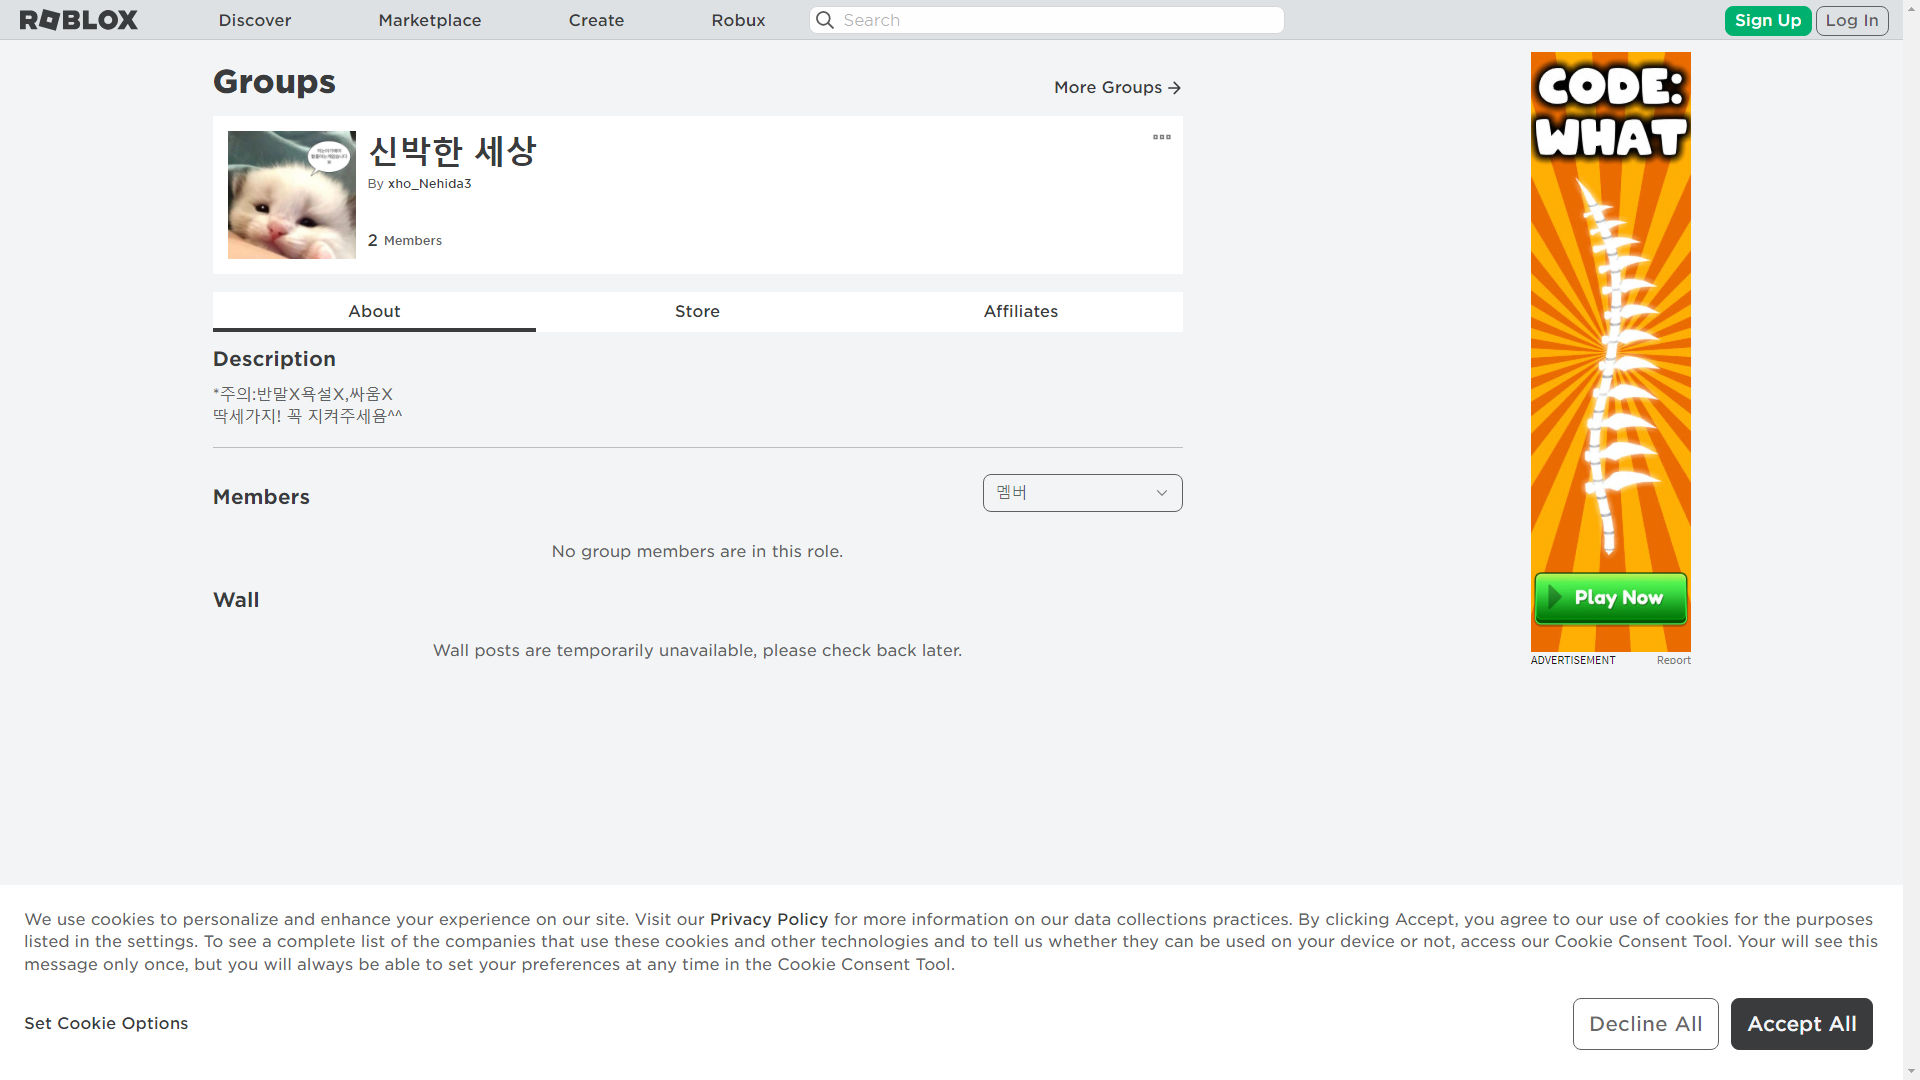 ROBLOX
Discover
Marketplace
Create
Robux
Search
Sign Up
Log In
Groups
More Groups
신박한 세상
By xho_Nehida3
2 Members
About
Store
Affiliates
Description
*주의:반말X욕설X,싸움X
딱세가지! 꼭 지켜주세욤^^
Members
멤버
No group members are in this role.
Wall
Wall posts are temporarily unavailable, please check back later.
CODE:
WHAT
Play Now
ADVERTISEMENT
Report
We use cookies to personalize and enhance your experience on our site. Visit our Privacy Policy for more information on our data collections practices. By clicking Accept, you agree to our use of cookies for the purposes
listed in the settings. To see a complete list of the companies that use these cookies and other technologies and to tell us whether they can be used on your device or not, access our Cookie Consent Tool. Your will see this
message only once, but you will always be able to set your preferences at any time in the Cookie Consent Tool.
Set Cookie Options
Decline All
Accept All